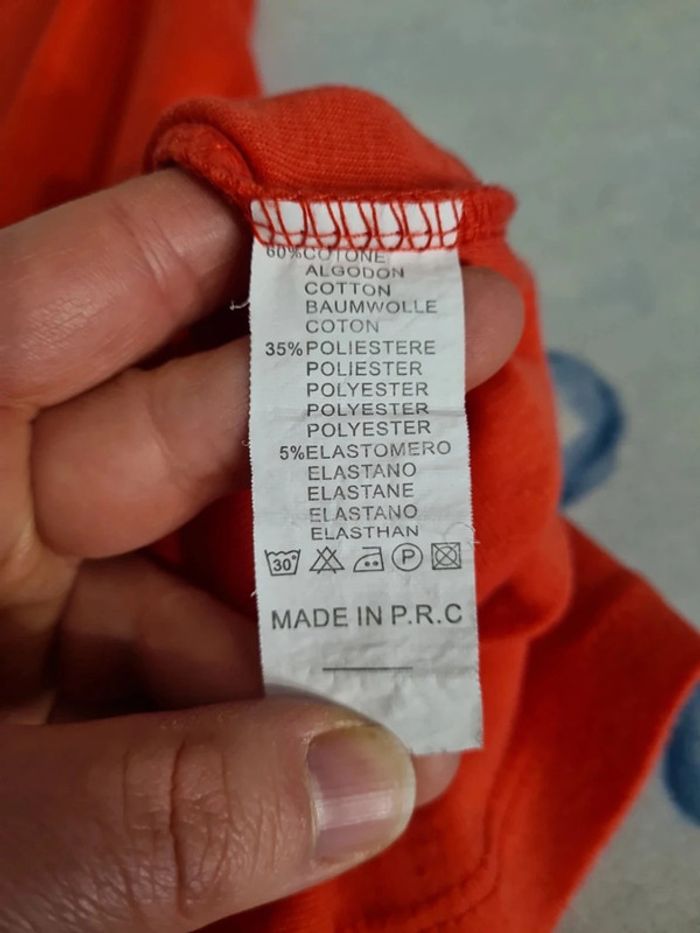 60%COTONE
ALGODON
COTTON
BAUMWOLLE
COTON
35%POLIESTERE
POLIESTER
POLYESTER
POLYESTER
POLYESTER
5%ELASTOMERO
ELASTANO
ELASTANE
ELASTANO
ELASTHAN
30° P
MADE IN P.R.C